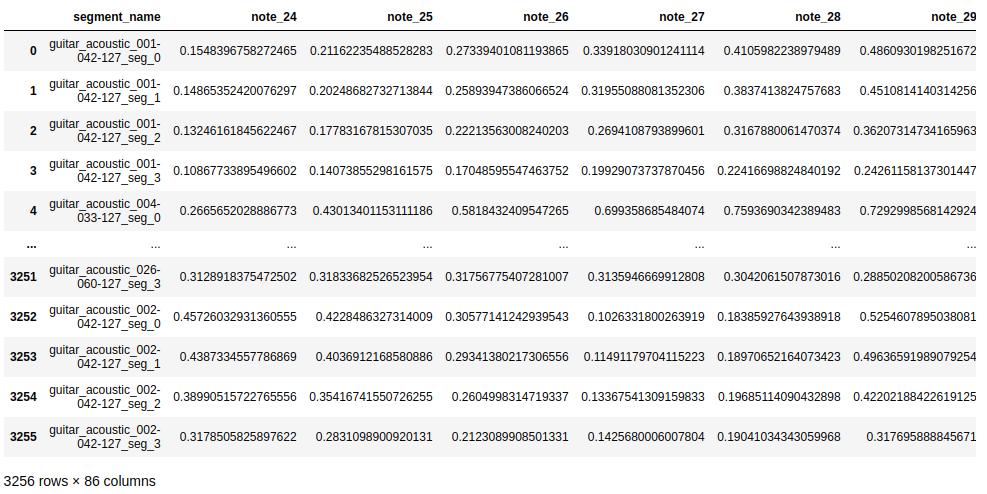 segment_name note_24 note_25 note_26 note_27 note_28 note_29
0 guitar_acoustic_001-
042-127_seg_0 0.1548396758272465 0.21162235488528283 0.27339401081193865 0.33918030901241114 0.4105982238979489 0.4860930198251672
1 guitar_acoustic_001-
042-127_seg_1 0.14865352420076297 0.20248682732713844 0.25893947386066524 0.31955088081352306 0.3837413824757683 0.4510814140314256
2 guitar_acoustic_001-
042-127_seg_2 0.13246161845622467 0.17783167815307035 0.22213563008240203 0.2694108793899601 0.3167880061470374 0.36207314734165963
3 guitar_acoustic_001-
042-127_seg_3 0.10867733895496602 0.14073855298161575 0.17048595547463752 0.19929073737870456 0.22416698824840192 0.24261158137301447
4 guitar_acoustic_004-
033-127_seg_0 0.2665652028886773 0.43013401153111186 0.5818432409547265 0.699358685484074 0.7593690342389483 0.7292998568142924
... ... ... ... ... ... ... ...
3251 guitar_acoustic_026-
060-127_seg_3 0.3128918375472502 0.31833682526523954 0.31756775407281007 0.3135946669912808 0.3042061507873016 0.28850208200586736
3252 guitar_acoustic_002-
042-127_seg_0 0.45726032931360555 0.4228486327314009 0.30577141242939543 0.1026331800263919 0.18385927643938918 0.5254607895038081
3253 guitar_acoustic_002-
042-127_seg_1 0.4387334557786869 0.4036912168580886 0.29341380217306556 0.11491179704115223 0.18970652164073423 0.49636591989079254
3254 guitar_acoustic_002-
042-127_seg_2 0.38990515722765556 0.35416741550726255 0.2604998314719337 0.13367541309159833 0.19685114090432898 0.42202188422619125
3255 guitar_acoustic_002-
042-127_seg_3 0.3178505825897622 0.2831098900920131 0.2123089908501331 0.1425680006007804 0.19041034343059968 0.317695888845671
3256 rows × 86 columns